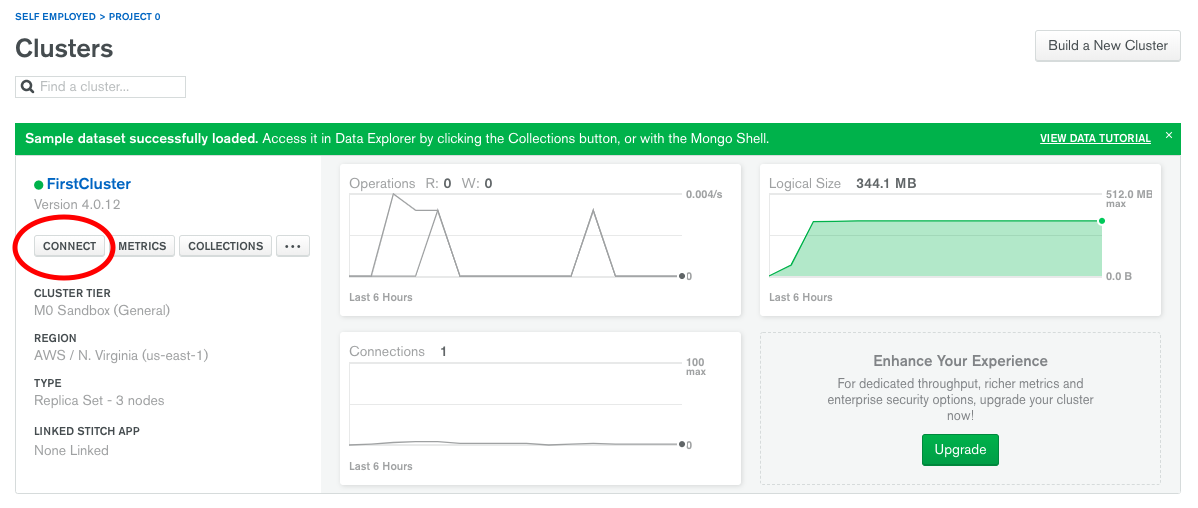 SELF EMPLOYED > PROJECT 0
Clusters
Build a New Cluster
Find a cluster...
Sample dataset successfully loaded. Access it in Data Explorer by clicking the Collections button, or with the Mongo Shell.
VIEW DATA TUTORIAL ×
FirstCluster
Version 4.0.12
CONNECT METRICS COLLECTIONS ...
CLUSTER TIER
M0 Sandbox (General)
REGION
AWS / N. Virginia (us-east-1)
TYPE
Replica Set - 3 nodes
LINKED STITCH APP
None Linked
Operations R: 0 W: 0
0.004/s
0
Last 6 Hours
Logical Size 344.1 MB
512.0 MB
max
0.0 B
Last 6 Hours
Connections 1
100
max
0
Last 6 Hours
Enhance Your Experience
For dedicated throughput, richer metrics and
enterprise security options, upgrade your cluster
now!
Upgrade